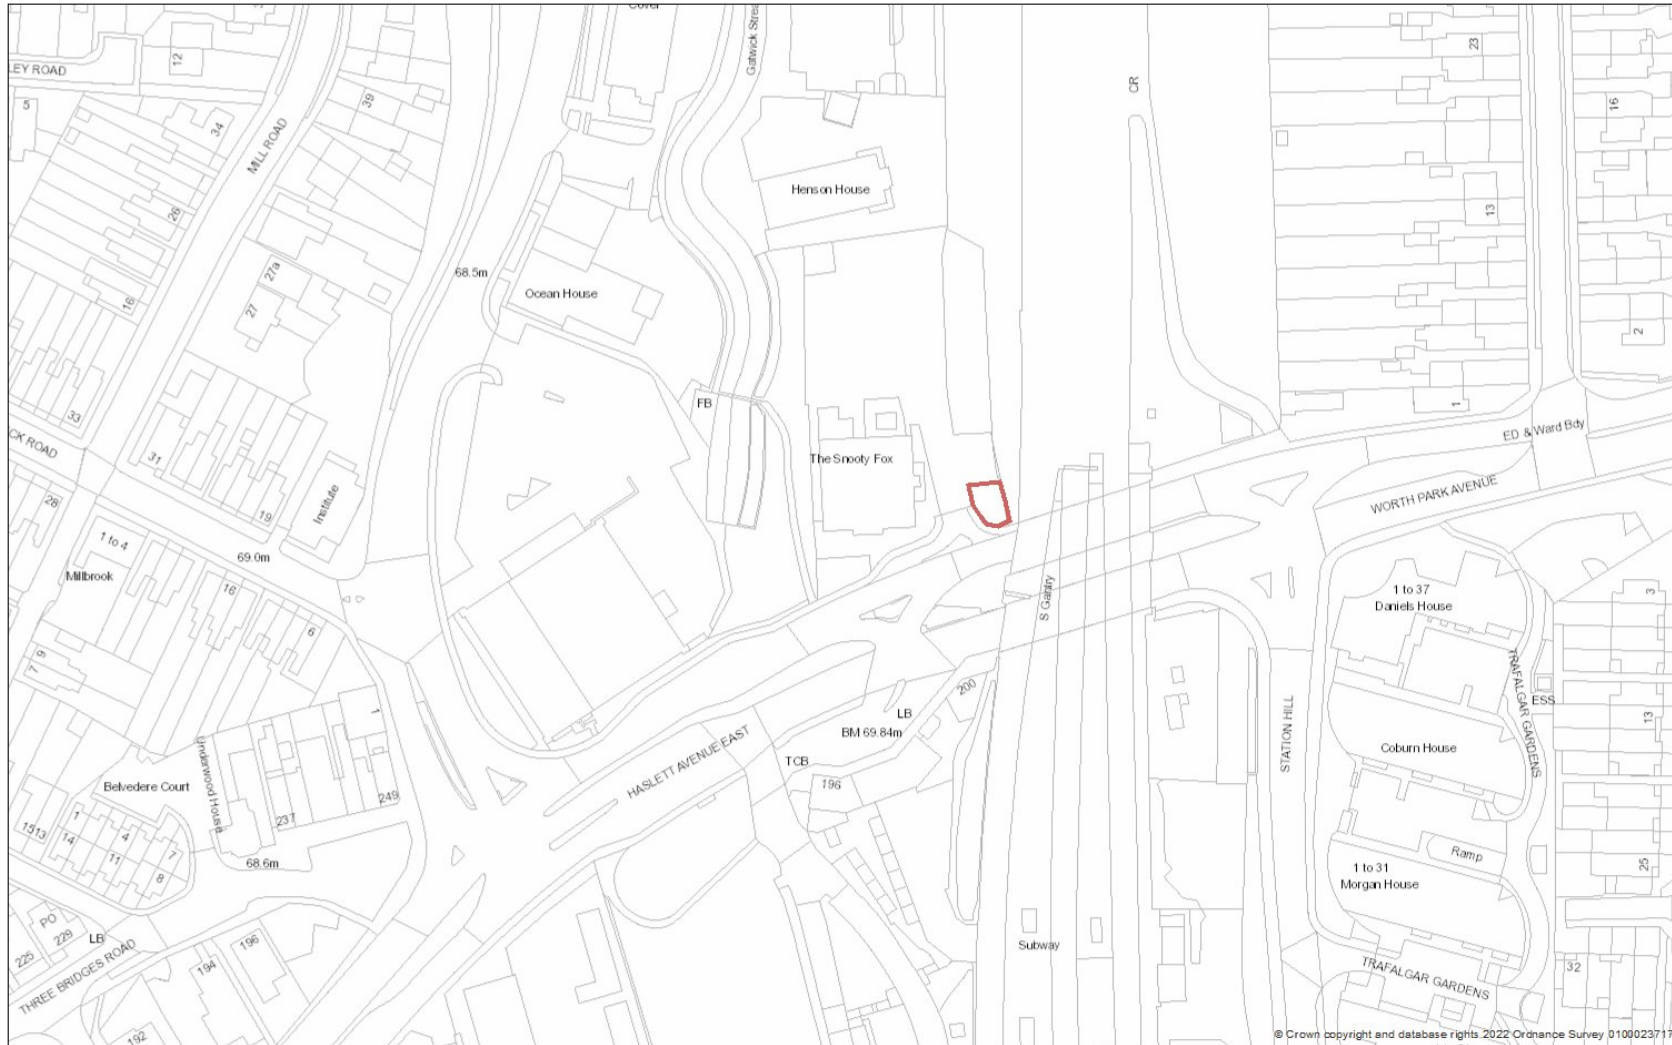 Cover
Gatwick Stree
12
LEY ROAD
5
39
34
MILL ROAD
CR
23
16
Henson House
26
13
27a
68.5m
Ocean House
16
27
2
33
FB
1
CK ROAD
ED & Ward Bdy
The Snooty Fox
31
28
Institute
19
WORTH PARK AVENUE
1 to 4
69.0m
Millbrook
16
S Gantry
1 to 37
Daniels House
3
6
9
7
200
TRAFALGAR GARDENS
ESS
1
LB
BM 69.84m
13
STATION HILL
Coburn House
HASLETT AVENUE EAST
TCB
Underwood House
Belvedere Court
196
249
237
1513
1
14
4
11
7
8
68.6m
Ramp
25
1 to 31
Morgan House
PO
229
225
LB
196
194
Subway
THREE BRIDGES ROAD
TRAFALGAR GARDENS
32
192
© Crown copyright and database rights 2022 Ordnance Survey 0100023717